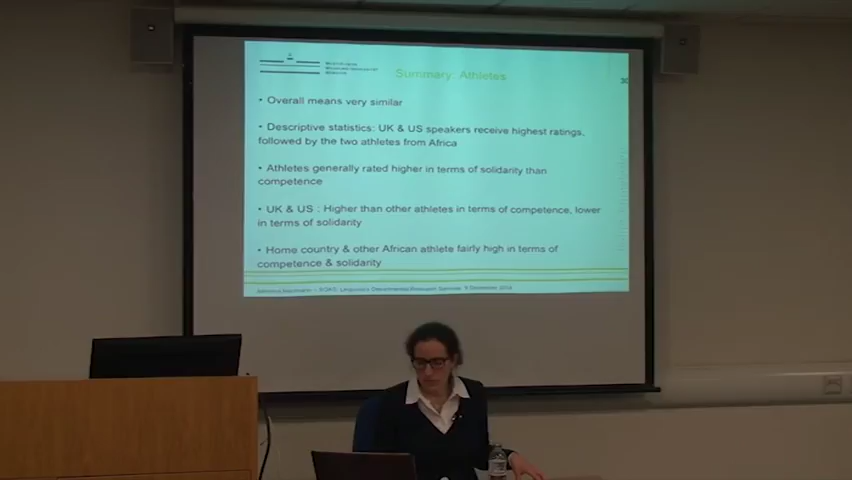 Summary: Athletes
30
• Overall means very similar
• Descriptive statistics: UK & US speakers receive highest ratings,
followed by the two athletes from Africa
• Athletes generally rated higher in terms of solidarity than
competence
• UK & US : Higher than other athletes in terms of competence, lower
in terms of solidarity
• Home country & other African athlete fairly high in terms of
competence & solidarity